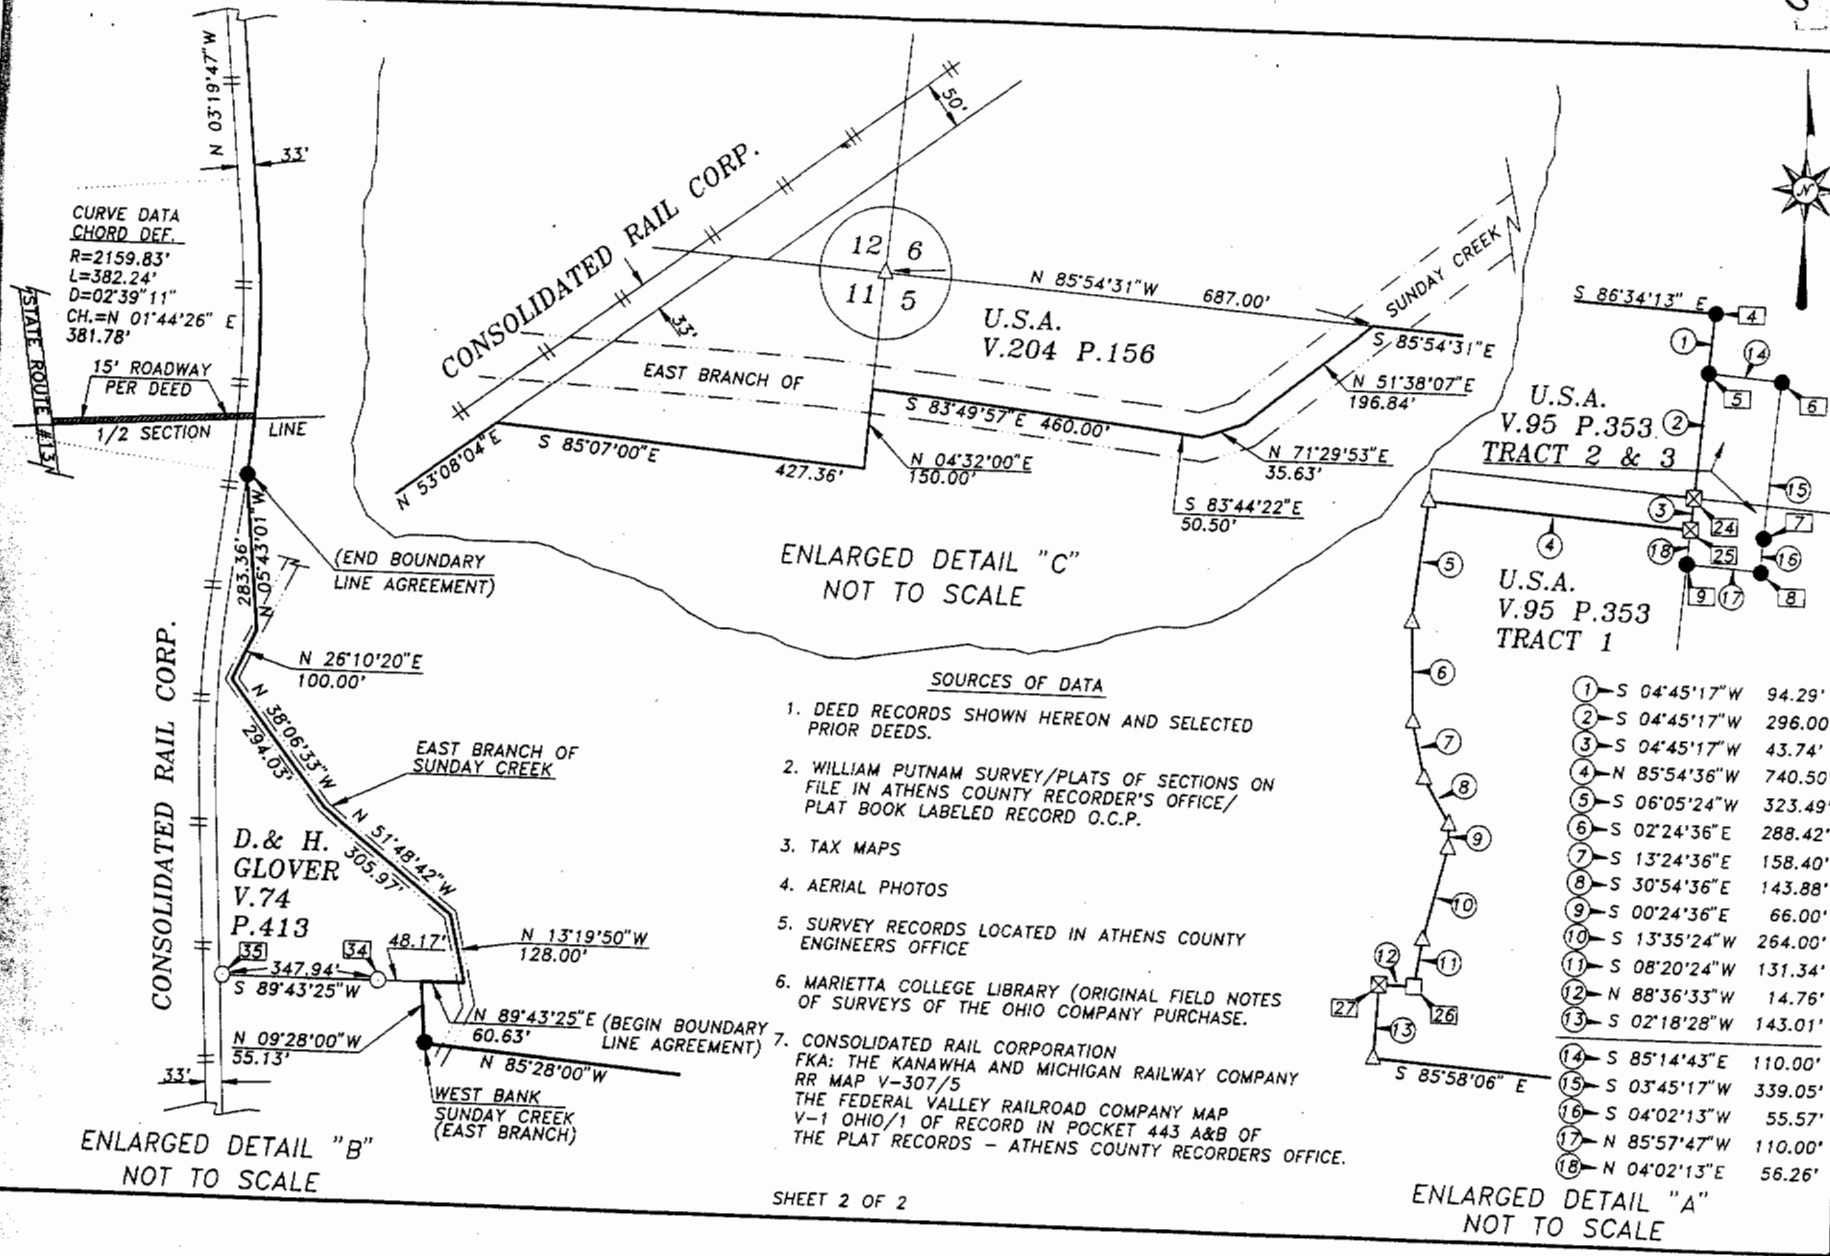 N 03°19'47"W
33'
CURVE DATA
CHORD DEF.
R=2159.83'
L=382.24'
D=02°39'11"
CH.=N 01°44'26" E
381.78'
STATE ROUTE #13
15' ROADWAY
PER DEED
1/2 SECTION LINE
(END BOUNDARY
LINE AGREEMENT)
283.36'
N 05°43'01"W
N 26°10'20"E
100.00'
N 38°06'33"W
294.03'
EAST BRANCH OF
SUNDAY CREEK
N 51°48'42"W
305.97'
CONSOLIDATED RAIL CORP.
D.& H.
GLOVER
V.74
P.413
35
34
48.17'
347.94'
S 89°43'25"W
N 13°19'50"W
128.00'
N 89°43'25"E
60.63'
(BEGIN BOUNDARY
LINE AGREEMENT)
N 09°28'00"W
55.13'
33'
N 85°28'00"W
WEST BANK
SUNDAY CREEK
(EAST BRANCH)
ENLARGED DETAIL "B"
NOT TO SCALE
50'
CONSOLIDATED RAIL CORP.
33'
12 6
11 5
N 85°54'31"W 687.00'
U.S.A.
V.204 P.156
SUNDAY CREEK
S 85°54'31"E
EAST BRANCH OF
N 51°38'07"E
196.84'
S 83°49'57"E 460.00'
S 85°07'00"E
427.36'
N 53°08'04"E
N 04°32'00"E
150.00'
N 71°29'53"E
35.63'
S 83°44'22"E
50.50'
ENLARGED DETAIL "C"
NOT TO SCALE
SOURCES OF DATA
1. DEED RECORDS SHOWN HEREON AND SELECTED
PRIOR DEEDS.
2. WILLIAM PUTNAM SURVEY/PLATS OF SECTIONS ON
FILE IN ATHENS COUNTY RECORDER'S OFFICE/
PLAT BOOK LABELED RECORD O.C.P.
3. TAX MAPS
4. AERIAL PHOTOS
5. SURVEY RECORDS LOCATED IN ATHENS COUNTY
ENGINEERS OFFICE
6. MARIETTA COLLEGE LIBRARY (ORIGINAL FIELD NOTES
OF SURVEYS OF THE OHIO COMPANY PURCHASE.
7. CONSOLIDATED RAIL CORPORATION
FKA: THE KANAWHA AND MICHIGAN RAILWAY COMPANY
RR MAP V-307/5
THE FEDERAL VALLEY RAILROAD COMPANY MAP
V-1 OHIO/1 OF RECORD IN POCKET 443 A&B OF
THE PLAT RECORDS - ATHENS COUNTY RECORDERS OFFICE.
SHEET 2 OF 2
N
S 86°34'13" E
4
1
14
5
6
U.S.A.
V.95 P.353
TRACT 2 & 3
2
15
3
24
7
4
18
25
16
9
17
8
U.S.A.
V.95 P.353
TRACT 1
5
6
7
8
9
10
11
12
27
26
13
S 85°58'06" E
1 S 04°45'17"W 94.29'
2 S 04°45'17"W 296.00
3 S 04°45'17"W 43.74'
4 N 85°54'36"W 740.50'
5 S 06°05'24"W 323.49'
6 S 02°24'36"E 288.42'
7 S 13°24'36"E 158.40'
8 S 30°54'36"E 143.88'
9 S 00°24'36"E 66.00'
10 S 13°35'24"W 264.00'
11 S 08°20'24"W 131.34'
12 N 88°36'33"W 14.76'
13 S 02°18'28"W 143.01'
14 S 85°14'43"E 110.00'
15 S 03°45'17"W 339.05'
16 S 04°02'13"W 55.57'
17 N 85°57'47"W 110.00'
18 N 04°02'13"E 56.26'
ENLARGED DETAIL "A"
NOT TO SCALE